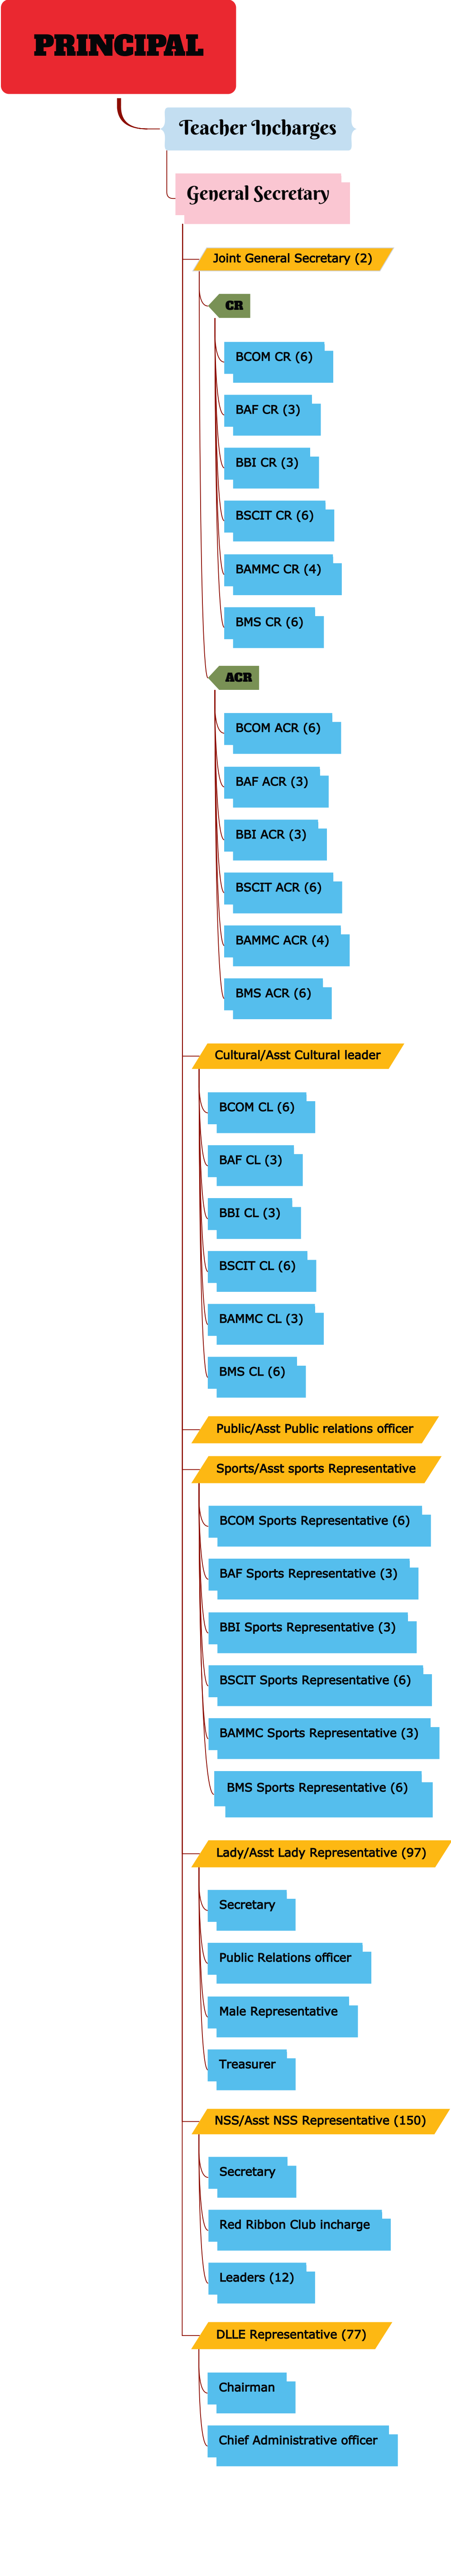 PRINCIPAL
Teacher Incharges
General Secretary
Joint General Secretary (2)
CR
BCOM CR (6)
BAF CR (3)
BBI CR (3)
BSCIT CR (6)
BAMMC CR (4)
BMS CR (6)
ACR
BCOM ACR (6)
BAF ACR (3)
BBI ACR (3)
BSCIT ACR (6)
BAMMC ACR (4)
BMS ACR (6)
Cultural/Asst Cultural leader
BCOM CL (6)
BAF CL (3)
BBI CL (3)
BSCIT CL (6)
BAMMC CL (3)
BMS CL (6)
Public/Asst Public relations officer
Sports/Asst sports Representative
BCOM Sports Representative (6)
BAF Sports Representative (3)
BBI Sports Representative (3)
BSCIT Sports Representative (6)
BAMMC Sports Representative (3)
BMS Sports Representative (6)
Lady/Asst Lady Representative (97)
Secretary
Public Relations officer
Male Representative
Treasurer
NSS/Asst NSS Representative (150)
Secretary
Red Ribbon Club incharge
Leaders (12)
DLLE Representative (77)
Chairman
Chief Administrative officer